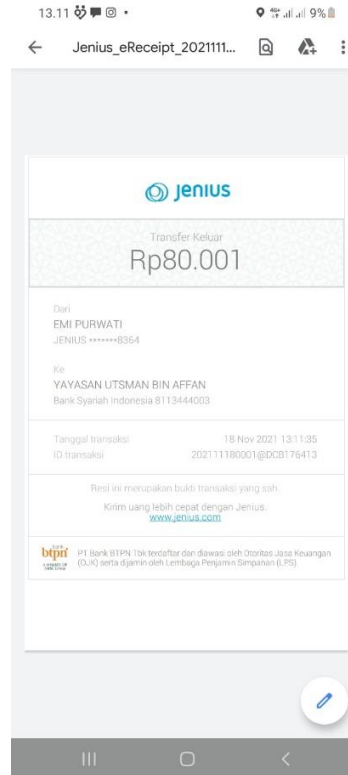 13.11
9%
Jenius_eReceipt_2021111...
jenius
Transfer Keluar
Rp80.001
Dari
EMI PURWATI
JENIUS •••••••8364
Ke
YAYASAN UTSMAN BIN AFFAN
Bank Syariah Indonesia 8113444003
Tanggal transaksi 18 Nov 2021 13:11:35
ID transaksi 202111180001@DCB176413
Resi ini merupakan bukti transaksi yang sah.
Kirim uang lebih cepat dengan Jenius.
www.jenius.com
btpn
PT Bank BTPN Tbk terdaftar dan diawasi oleh Otoritas Jasa Keuangan
(OJK) serta dijamin oleh Lembaga Penjamin Simpanan (LPS)